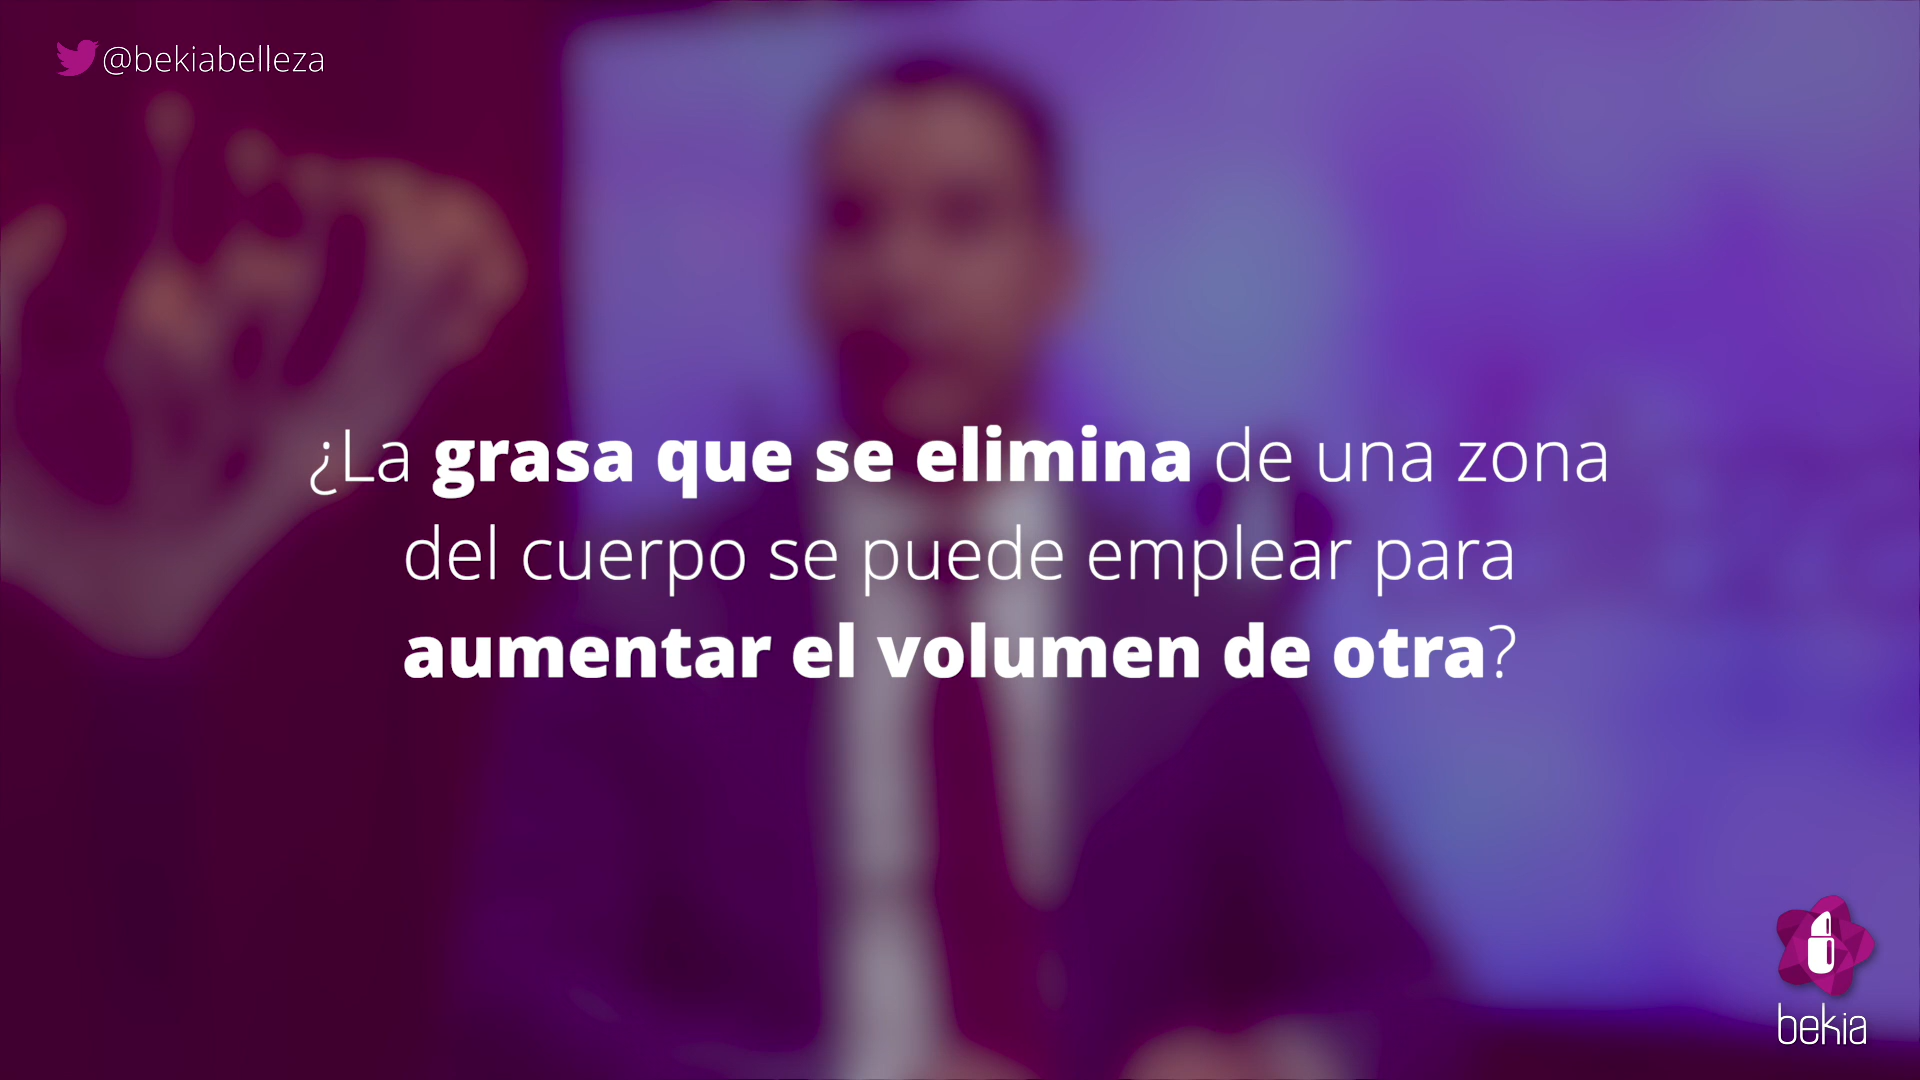 @bekiabelleza
¿La grasa que se elimina de una zona
del cuerpo se puede emplear para
aumentar el volumen de otra?
bekia